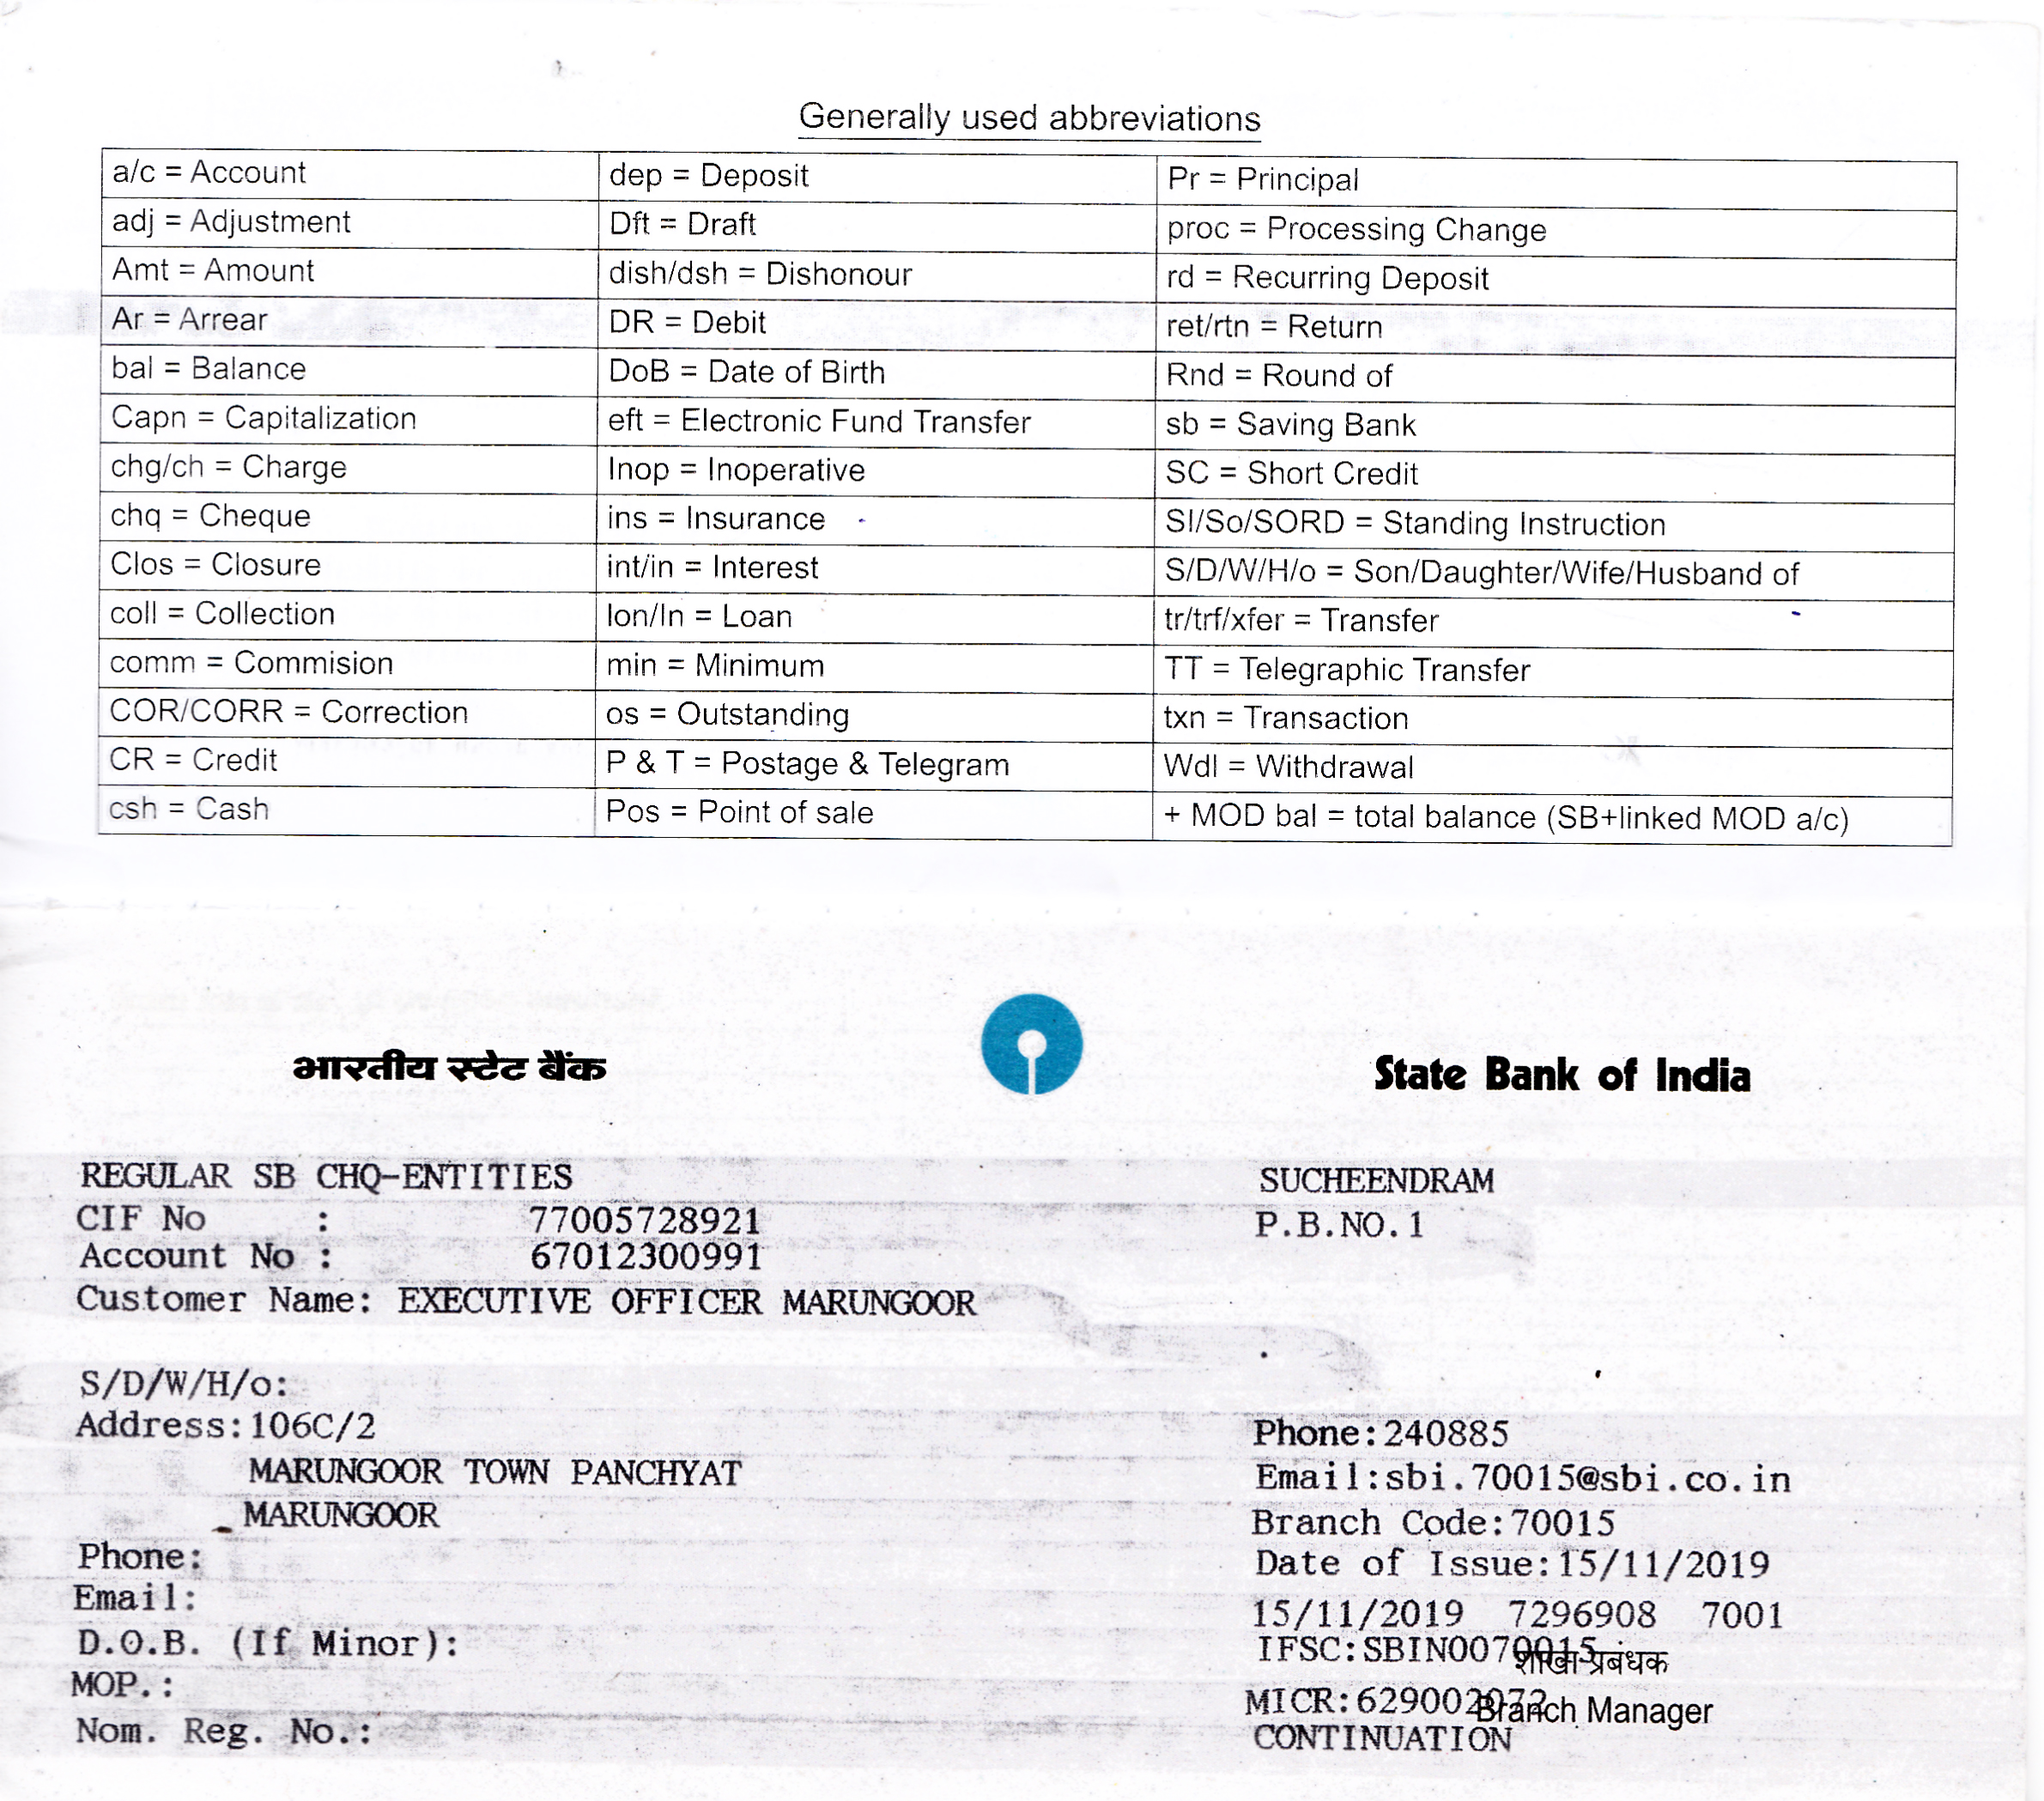 Generally used abbreviations
a/c = Account dep = Deposit Pr = Principal
adj = Adjustment Dft = Draft proc = Processing Change
Amt = Amount dish/dsh = Dishonour rd = Recurring Deposit
Ar = Arrear DR = Debit ret/rtn = Return
bal = Balance DoB = Date of Birth Rnd = Round of
Capn = Capitalization eft = Electronic Fund Transfer sb = Saving Bank
chg/ch = Charge Inop = Inoperative SC = Short Credit
chq = Cheque ins = Insurance SI/So/SORD = Standing Instruction
Clos = Closure int/in = Interest S/D/W/H/o = Son/Daughter/Wife/Husband of
coll = Collection lon/ln = Loan tr/trf/xfer = Transfer
comm = Commision min = Minimum TT = Telegraphic Transfer
COR/CORR = Correction os = Outstanding txn = Transaction
CR = Credit P & T = Postage & Telegram Wdl = Withdrawal
csh = Cash Pos = Point of sale + MOD bal = total balance (SB+linked MOD a/c)
भारतीय स्टेट बैंक State Bank of India
REGULAR SB CHQ-ENTITIES SUCHEENDRAM
CIF No : 77005728921 P.B.NO.1
Account No : 67012300991
Customer Name: EXECUTIVE OFFICER MARUNGOOR
S/D/W/H/o:
Address:106C/2 Phone:240885
MARUNGOOR TOWN PANCHYAT Email:sbi.70015@sbi.co.in
MARUNGOOR Branch Code:70015
Phone: Date of Issue:15/11/2019
Email: 15/11/2019 7296908 7001
D.O.B. (If Minor): IFSC:SBIN0070015
शाखा प्रबंधक
MOP.: MICR:629002972
Branch Manager
Nom. Reg. No.: CONTINUATION